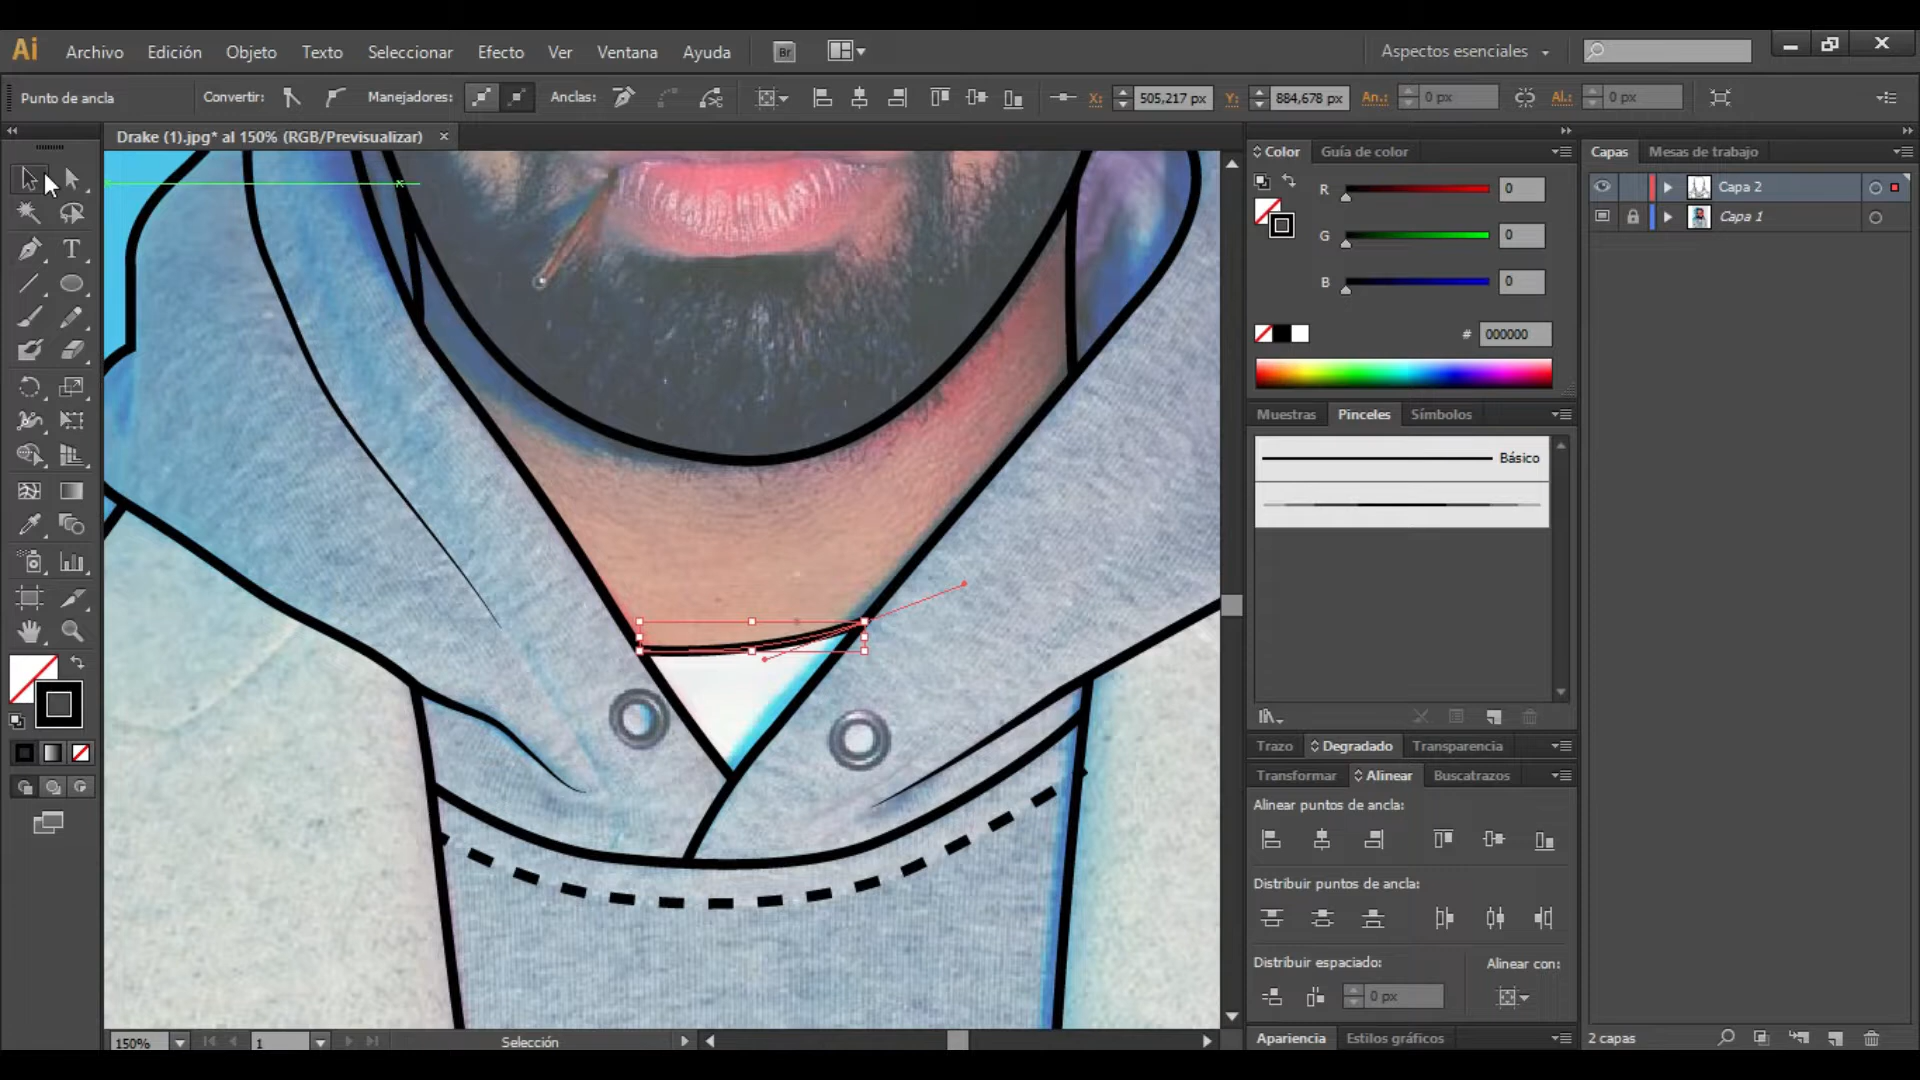 Ai Archivo Edición Objeto Texto Seleccionar Efecto Ver Ventana Ayuda Br Aspectos esenciales
Punto de ancla Convertir: Manejadores: Anclas: X: 505,217 px Y: 884,678 px An.: 0 px Al.: 0 px
Drake (1).jpg* al 150% (RGB/Previsualizar)
Color Guía de color
R 0
G 0
B 0
# 000000
Muestras Pinceles Símbolos
Básico
Trazo Degradado Transparencia
Transformar Alinear Buscatrazos
Alinear puntos de ancla:
Distribuir puntos de ancla:
Distribuir espaciado: Alinear con:
0 px
Apariencia Estilos gráficos
Capas Mesas de trabajo
Capa 2
Capa 1
2 capas
T
150% 1 Selección